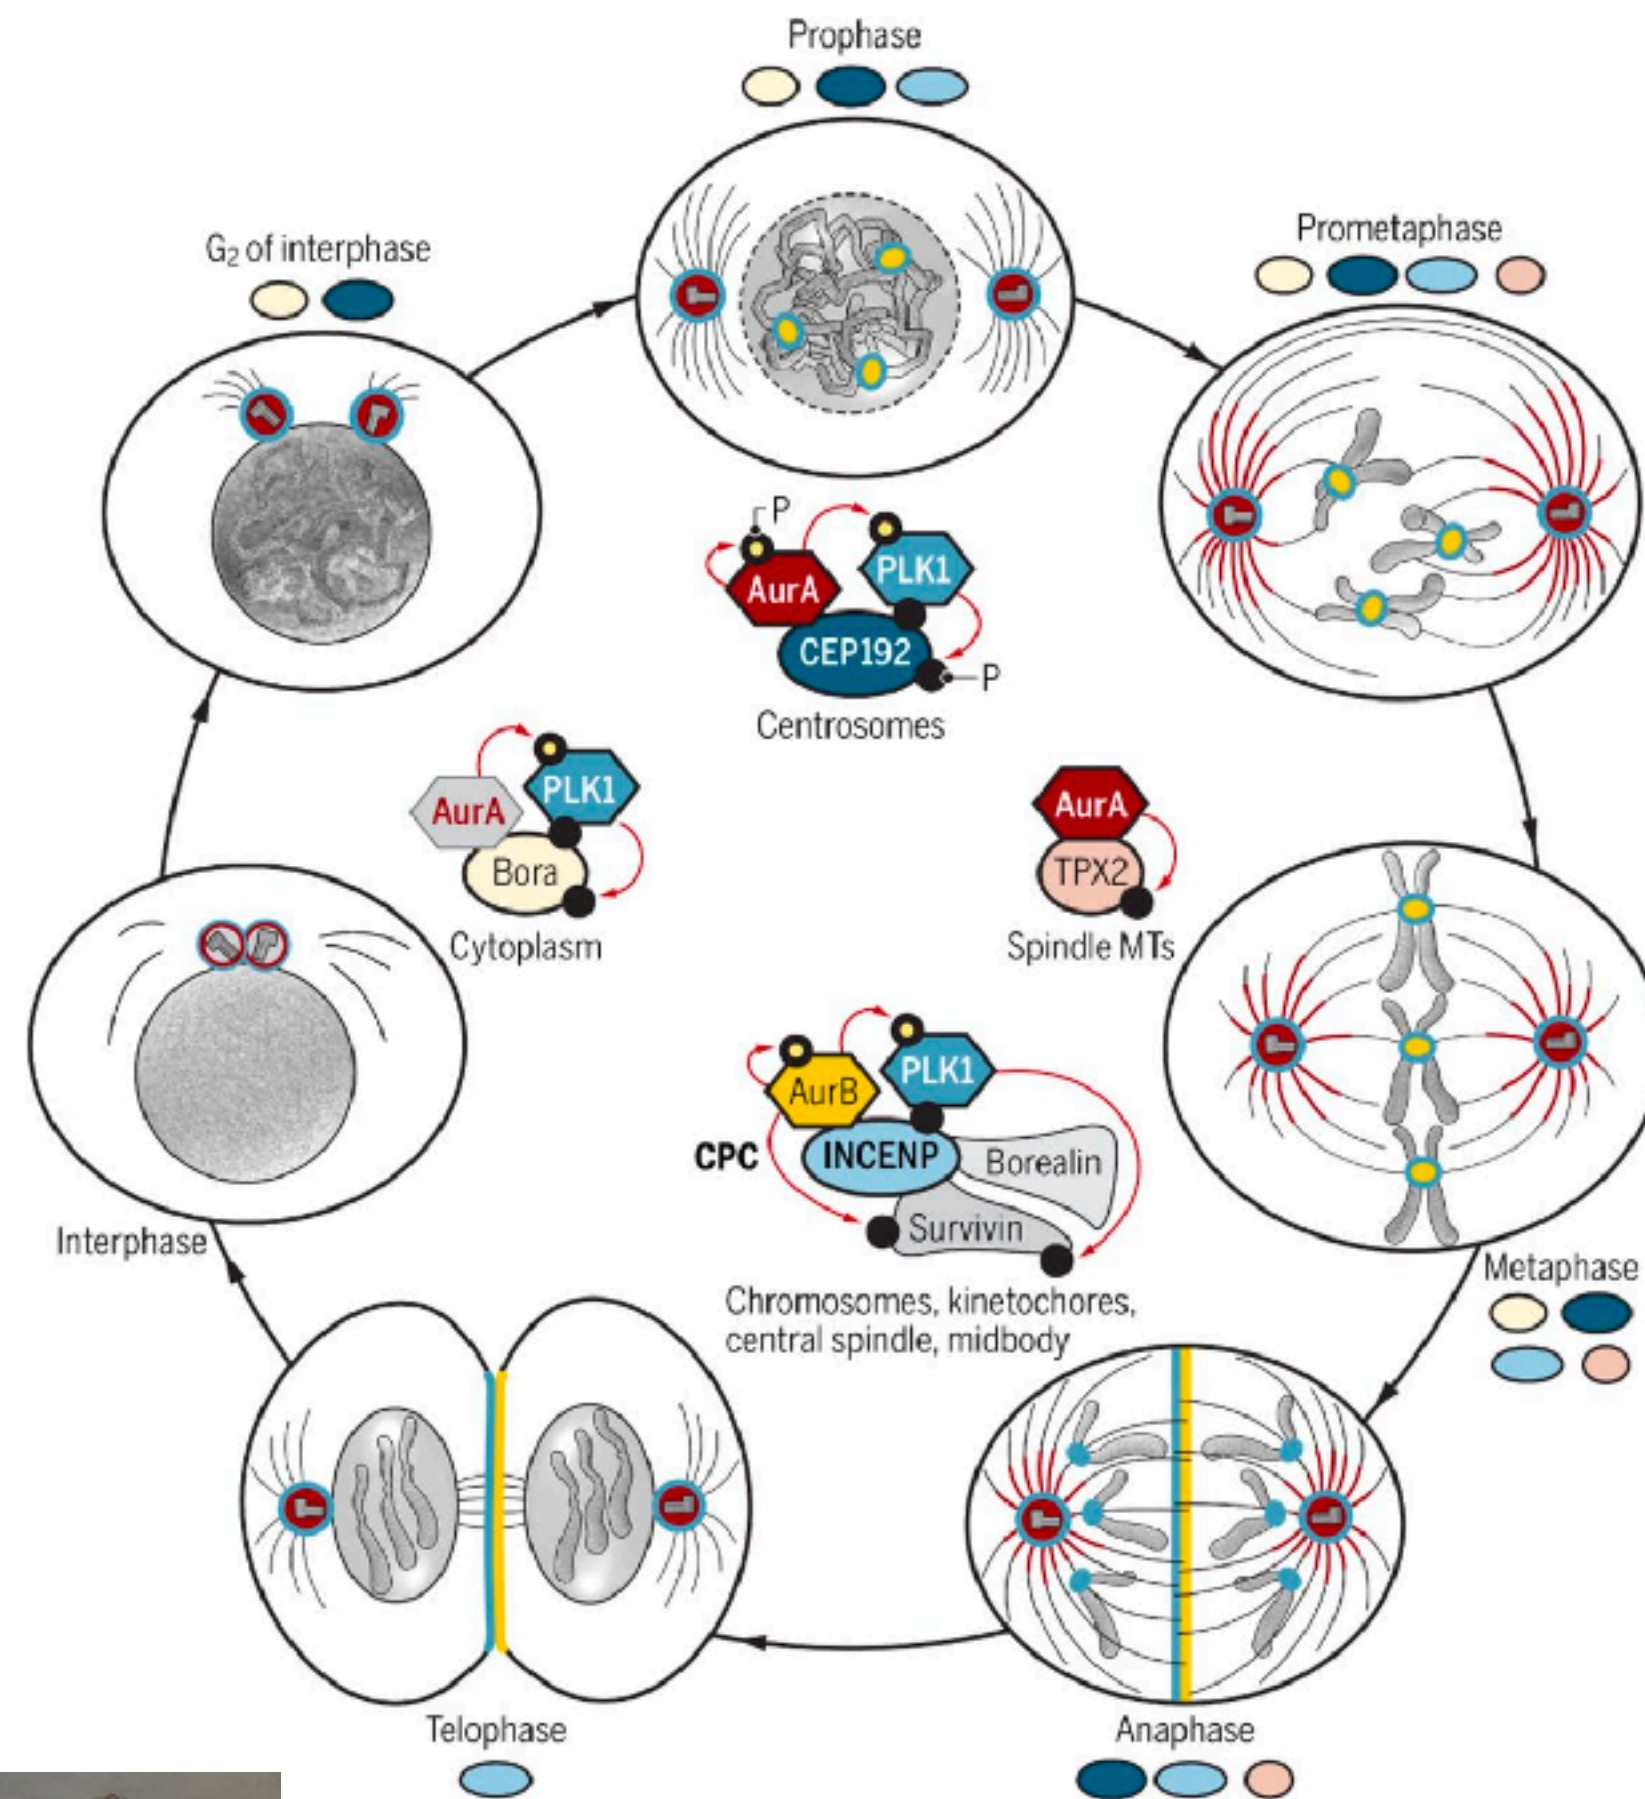 Prophase
Prometaphase
G₂ of interphase
P
AurA
PLK1
CEP192
P
Centrosomes
AurA
PLK1
Bora
Cytoplasm
AurA
TPX2
Spindle MTs
AurB
PLK1
CPC
INCENP
Borealin
Survivin
Chromosomes, kinetochores,
central spindle, midbody
Interphase
Metaphase
Telophase
Anaphase